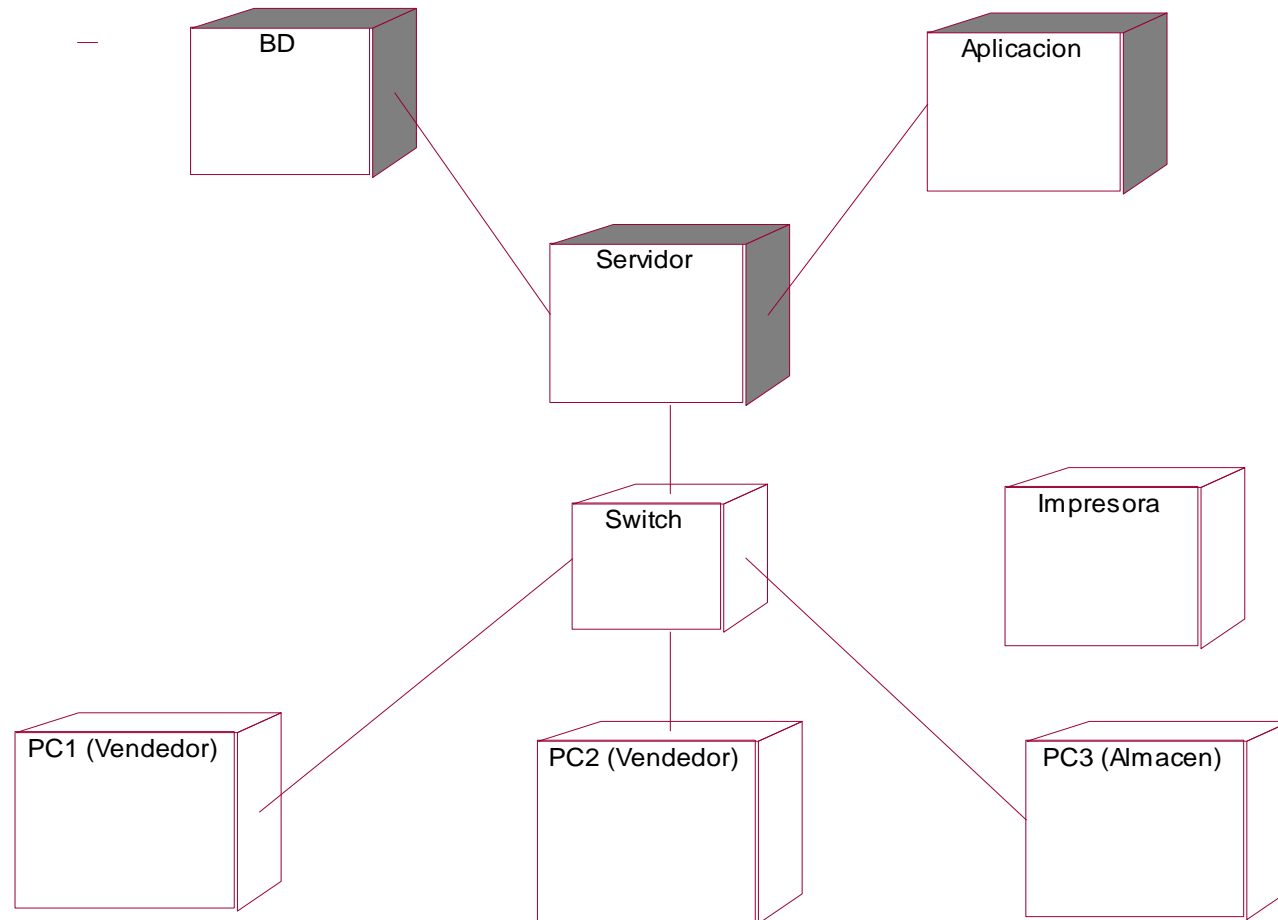 BD
Aplicacion
Servidor
Switch
Impresora
PC1 (Vendedor)
PC2 (Vendedor)
PC3 (Almacen)